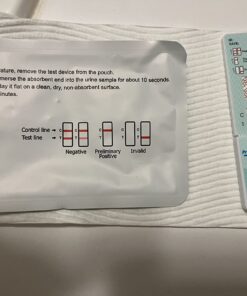 ature, remove the test device from the pouch.
merse the absorbent end into the urine sample for about 10 seconds
lay it flat on a clean, dry, non-absorbent surface.
inutes.
Control line → C C C C
Test line → T T T T
Negative Preliminary Positive Invalid